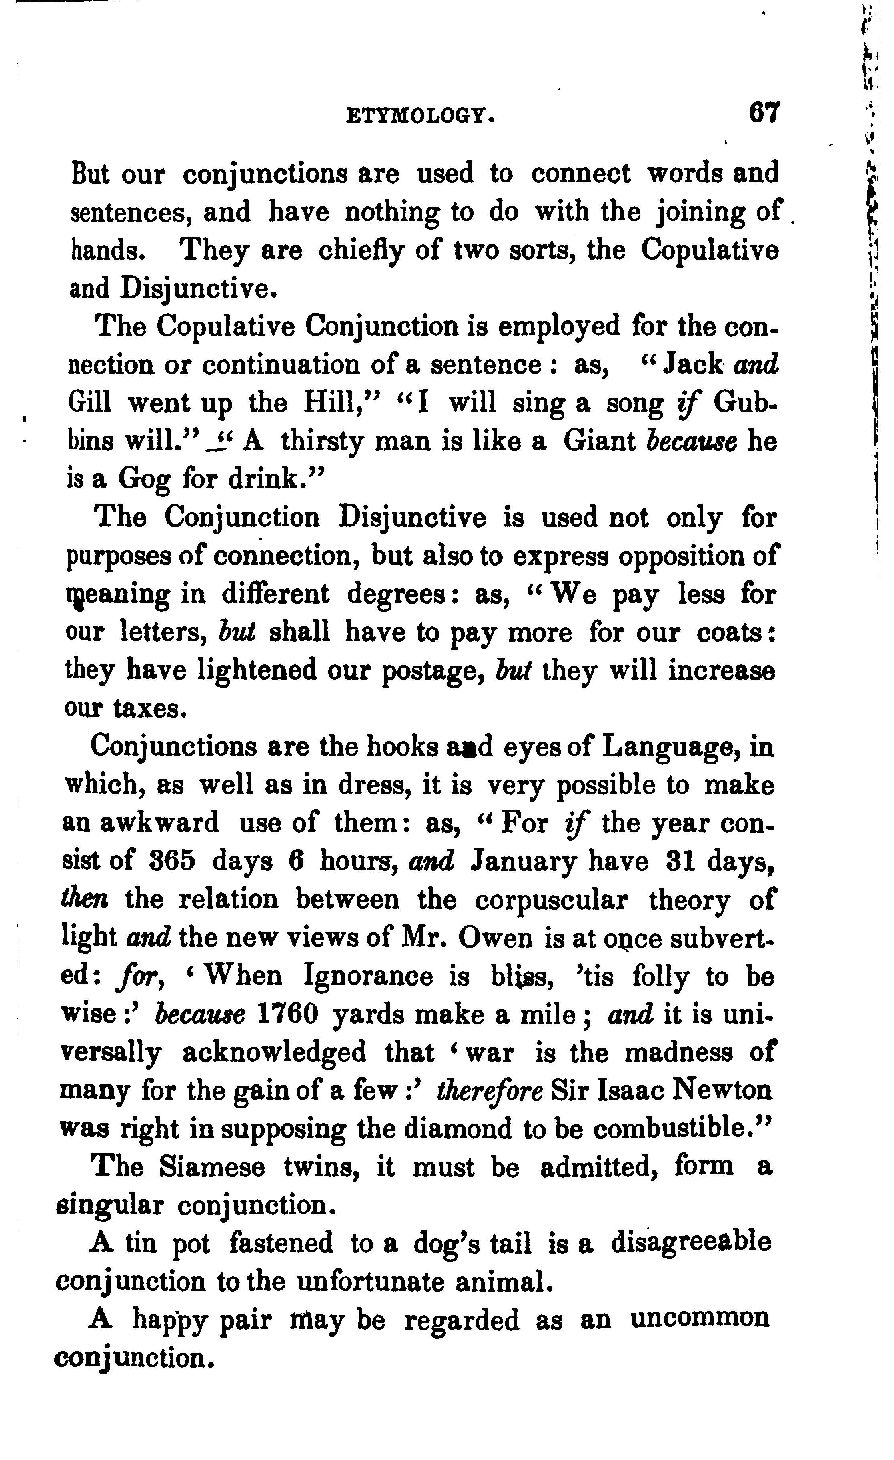 ETYMOLOGY. 67
But our conjunctions are used to connect words and
sentences, and have nothing to do with the joining of
hands. They are chiefly of two sorts, the Copulative
and Disjunctive.
The Copulative Conjunction is employed for the con-
nection or continuation of a sentence : as, “ Jack and
Gill went up the Hill,” “I will sing a song if Gub-
bins will.” “ A thirsty man is like a Giant because he
is a Gog for drink.”
The Conjunction Disjunctive is used not only for
purposes of connection, but also to express opposition of
meaning in different degrees: as, “ We pay less for
our letters, but shall have to pay more for our coats:
they have lightened our postage, but they will increase
our taxes.
Conjunctions are the hooks and eyes of Language, in
which, as well as in dress, it is very possible to make
an awkward use of them: as, “ For if the year con-
sist of 365 days 6 hours, and January have 31 days,
then the relation between the corpuscular theory of
light and the new views of Mr. Owen is at once subvert-
ed: for, ‘ When Ignorance is bliss, ’tis folly to be
wise :’ because 1760 yards make a mile ; and it is uni-
versally acknowledged that ‘ war is the madness of
many for the gain of a few :’ therefore Sir Isaac Newton
was right in supposing the diamond to be combustible.”
The Siamese twins, it must be admitted, form a
singular conjunction.
A tin pot fastened to a dog’s tail is a disagreeable
conjunction to the unfortunate animal.
A happy pair may be regarded as an uncommon
conjunction.